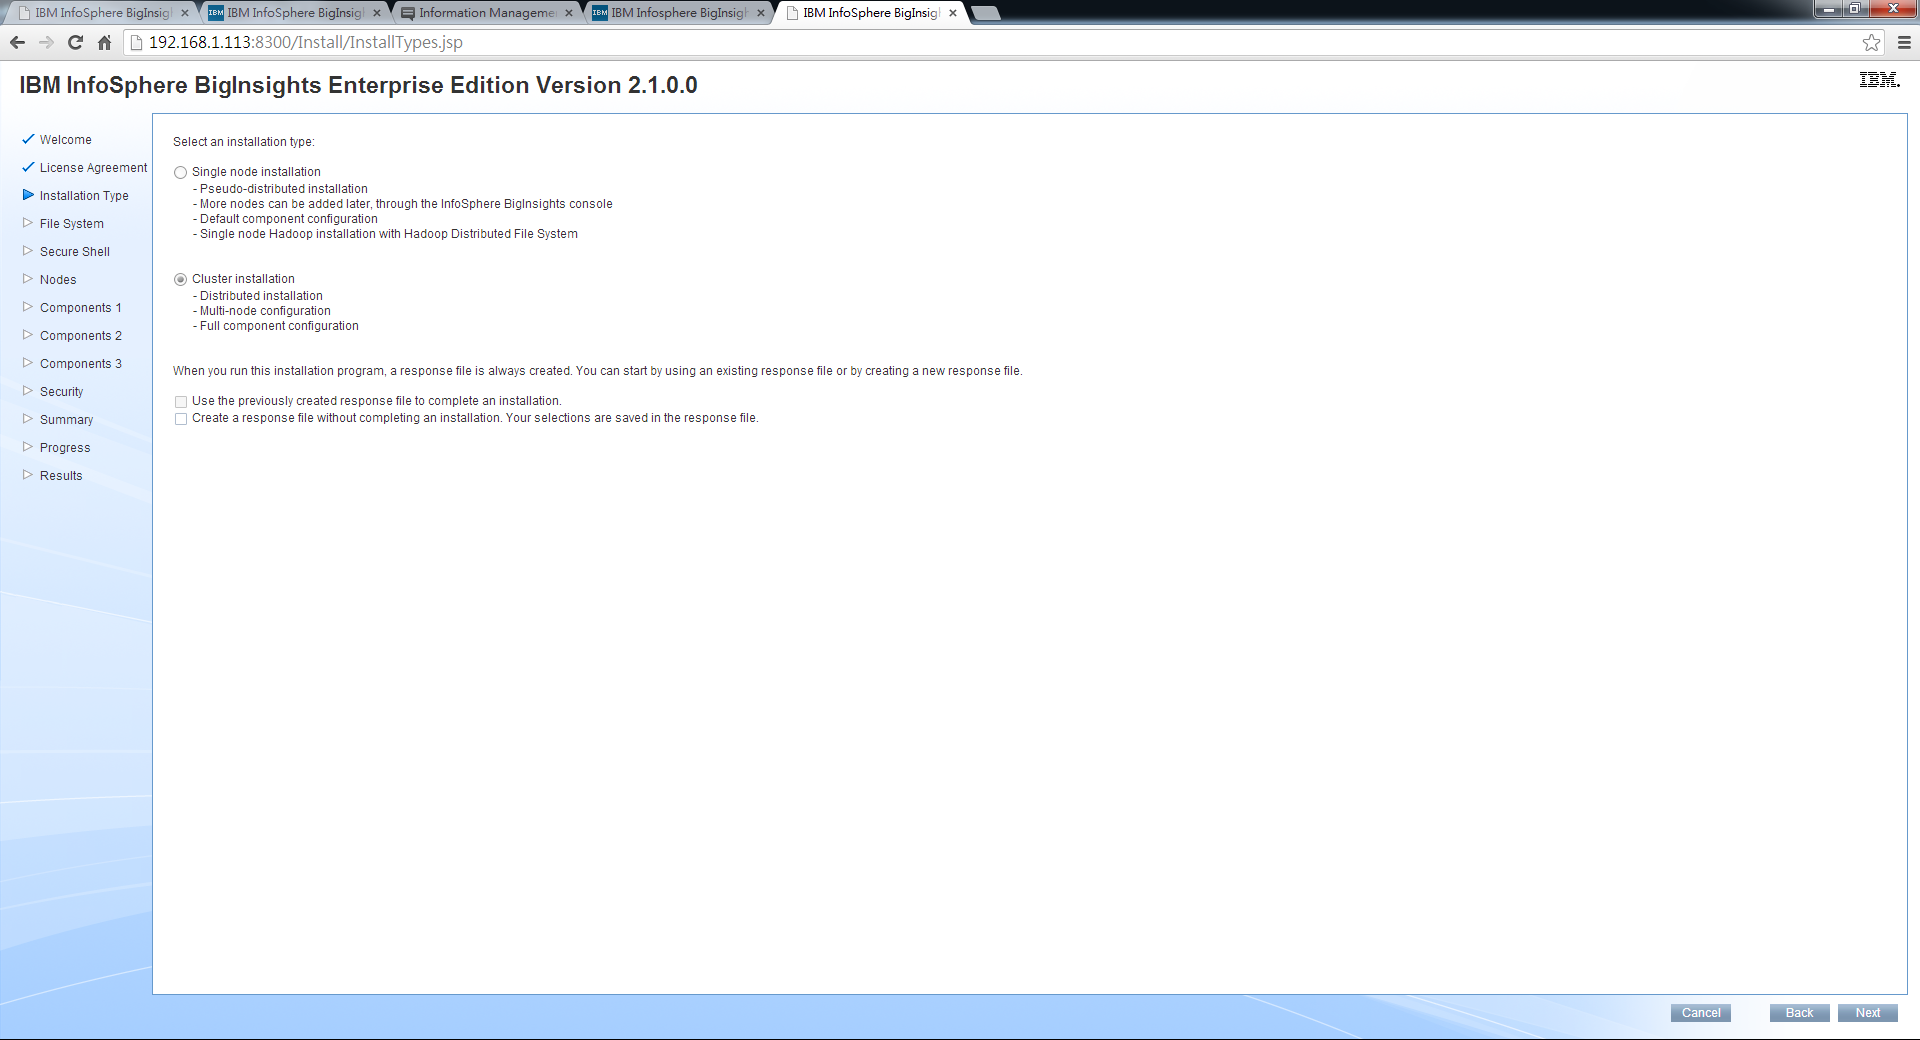 IBM InfoSphere BigInsigh
IBM InfoSphere BigInsigh
Information Manageme
IBM Infosphere BigInsigh
IBM InfoSphere BigInsigh
192.168.1.113:8300/Install/InstallTypes.jsp
IBM InfoSphere BigInsights Enterprise Edition Version 2.1.0.0
IBM.
Welcome
License Agreement
Installation Type
File System
Secure Shell
Nodes
Components 1
Components 2
Components 3
Security
Summary
Progress
Results
Select an installation type:
Single node installation
- Pseudo-distributed installation
- More nodes can be added later, through the InfoSphere BigInsights console
- Default component configuration
- Single node Hadoop installation with Hadoop Distributed File System
Cluster installation
- Distributed installation
- Multi-node configuration
- Full component configuration
When you run this installation program, a response file is always created. You can start by using an existing response file or by creating a new response file.
Use the previously created response file to complete an installation.
Create a response file without completing an installation. Your selections are saved in the response file.
Cancel
Back
Next